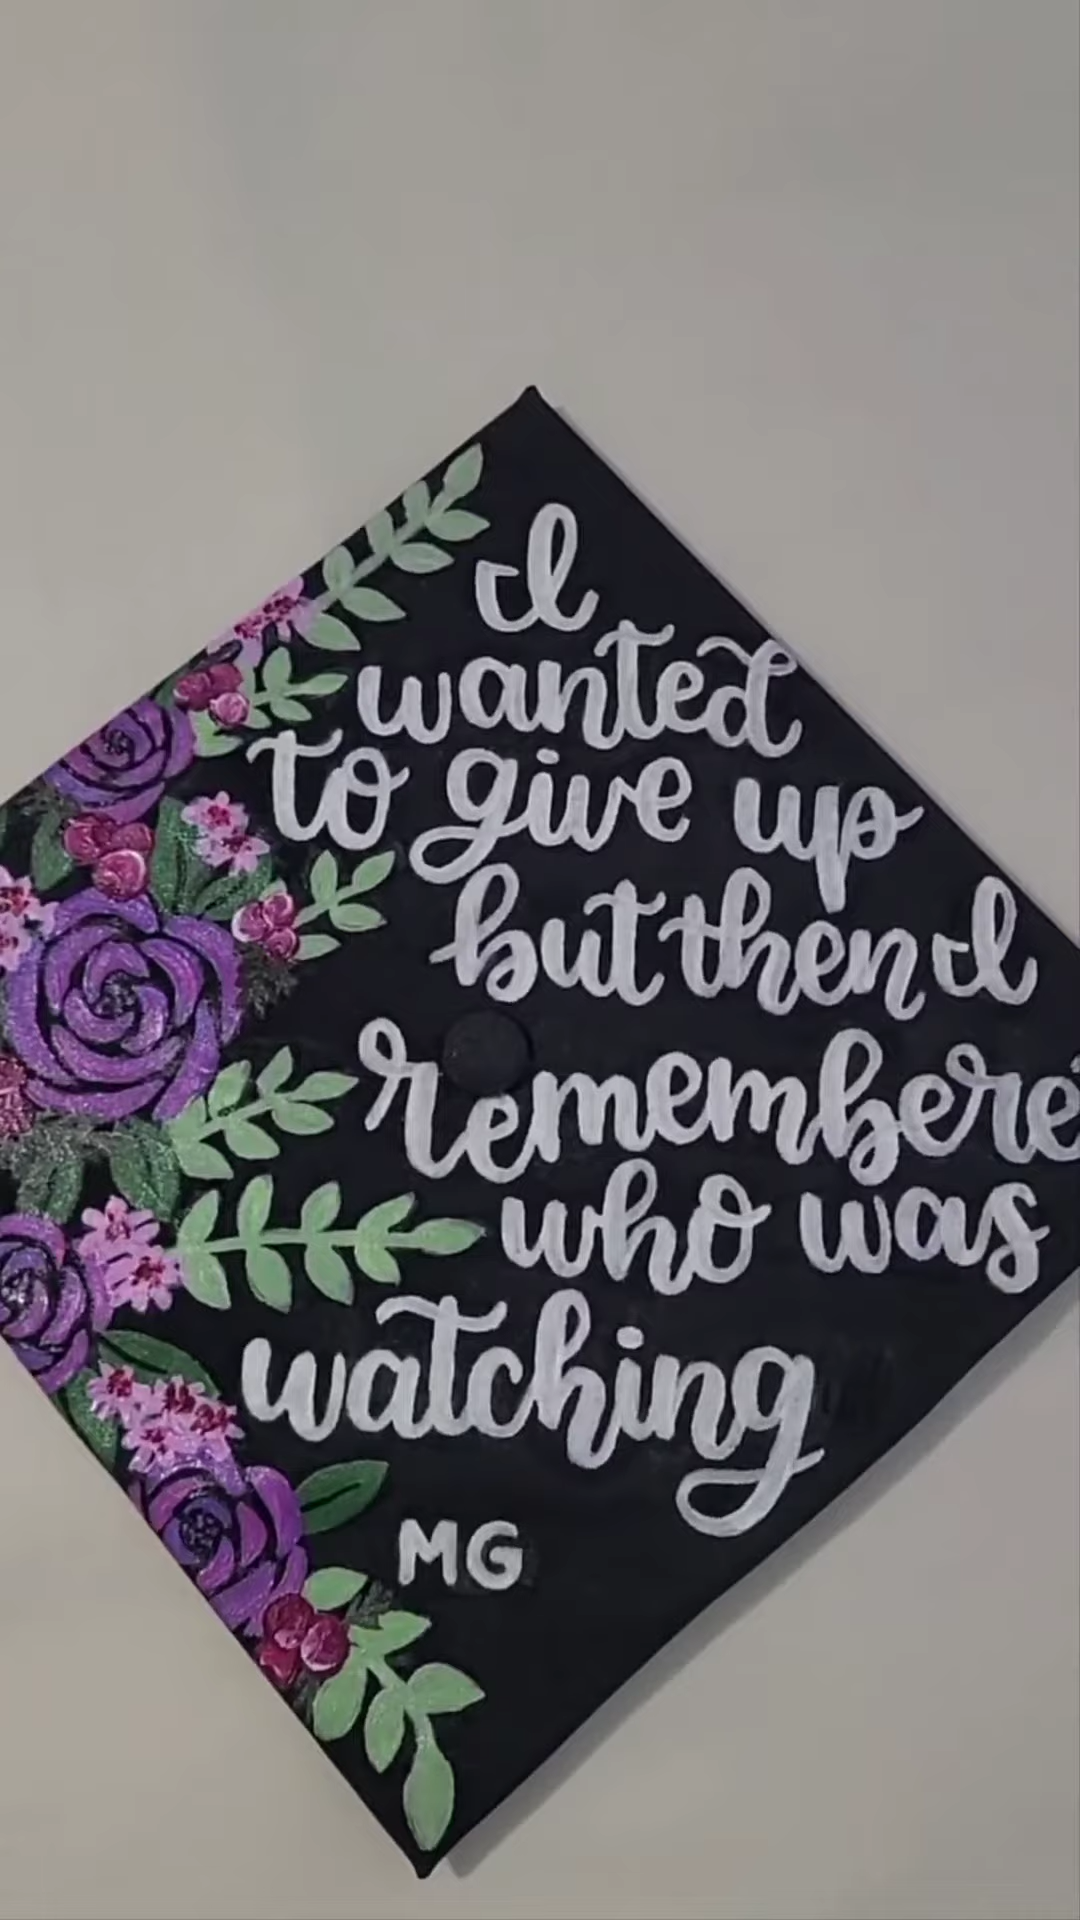 I
wanted
to give up
but then I
remembere
who was
watching
MG